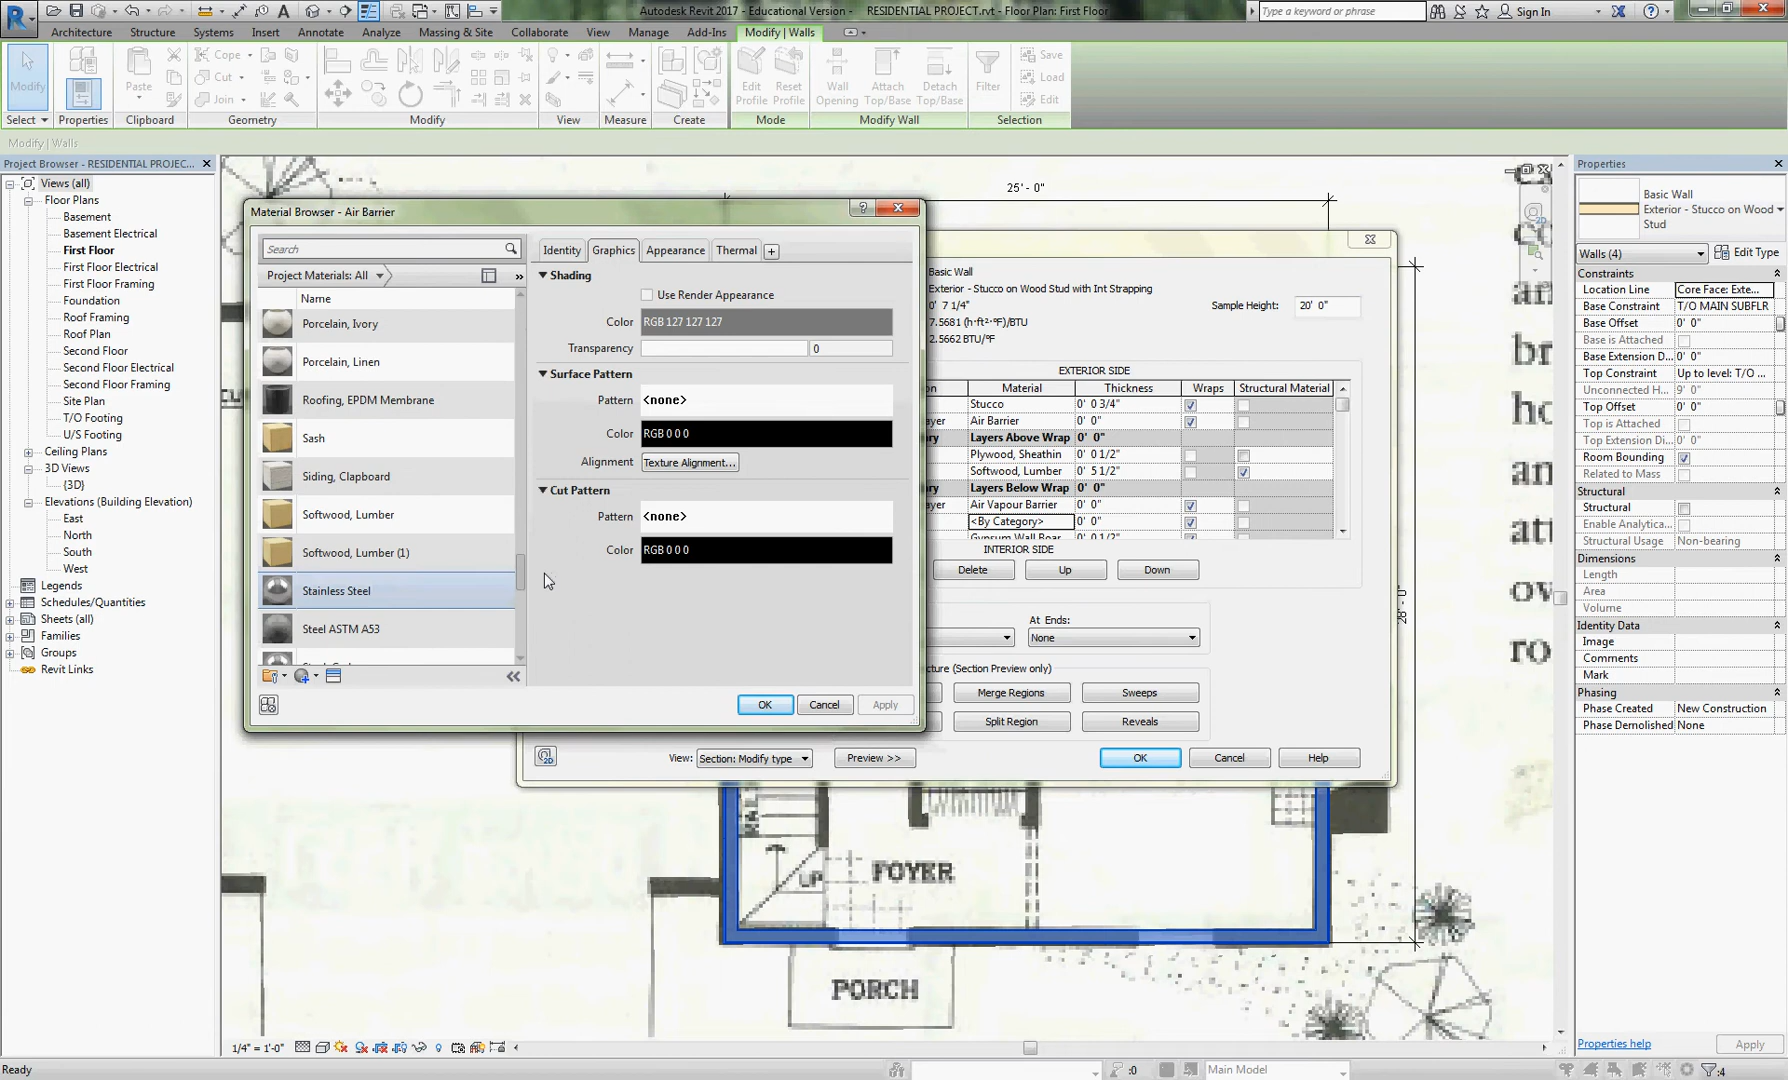 Autodesk Revit 2017 - Educational Version - RESIDENTIAL PROJECT.rvt - Floor Plan: First Floor
Type a keyword or phrase
Sign In
Architecture Structure Systems Insert Annotate Analyze Massing & Site Collaborate View Manage Add-Ins Modify | Walls
Modify
Paste
Cope
Cut
Join
Edit Profile
Reset Profile
Wall Opening
Attach Top/Base
Detach Top/Base
Filter
Save
Load
Edit
Select Properties Clipboard Geometry Modify View Measure Create Mode Modify Wall Selection
Modify | Walls
Project Browser - RESIDENTIAL PROJEC...
Views (all)
Floor Plans
Basement
Basement Electrical
First Floor
First Floor Electrical
First Floor Framing
Foundation
Roof Framing
Roof Plan
Second Floor
Second Floor Electrical
Second Floor Framing
Site Plan
T/O Footing
U/S Footing
Ceiling Plans
3D Views
{3D}
Elevations (Building Elevation)
East
North
South
West
Legends
Schedules/Quantities
Sheets (all)
Families
Groups
Revit Links
Material Browser - Air Barrier
Search
Project Materials: All
Name
Porcelain, Ivory
Porcelain, Linen
Roofing, EPDM Membrane
Sash
Siding, Clapboard
Softwood, Lumber
Softwood, Lumber (1)
Stainless Steel
Steel ASTM A53
Identity Graphics Appearance Thermal
Shading
Use Render Appearance
Color RGB 127 127 127
Transparency 0
Surface Pattern
Pattern <none>
Color RGB 0 0 0
Alignment Texture Alignment...
Cut Pattern
Pattern <none>
Color RGB 0 0 0
OK Cancel Apply
25' - 0"
Basic Wall
Exterior - Stucco on Wood Stud with Int Strapping
0' 7 1/4"
7.5681 (h·ft²·°F)/BTU
2.5662 BTU/°F
Sample Height: 20' 0"
EXTERIOR SIDE
Material Thickness Wraps Structural Material
Stucco 0' 0 3/4"
Air Barrier 0' 0"
Layers Above Wrap 0' 0"
Plywood, Sheathin 0' 0 1/2"
Softwood, Lumber 0' 5 1/2"
Layers Below Wrap 0' 0"
Air Vapour Barrier 0' 0"
<By Category> 0' 0"
Gypsum Wall Boar 0' 0 1/2"
INTERIOR SIDE
Delete Up Down
At Ends:
None
cture (Section Preview only)
Merge Regions Sweeps
Split Region Reveals
View: Section: Modify type Preview >> OK Cancel Help
28' - 0"
UP
FOYER
PORCH
Properties
Basic Wall
Exterior - Stucco on Wood Stud
Walls (4) Edit Type
Constraints
Location Line Core Face: Exte...
Base Constraint T/O MAIN SUBFLR
Base Offset 0' 0"
Base is Attached
Base Extension D... 0' 0"
Top Constraint Up to level: T/O ...
Unconnected H... 9' 0"
Top Offset 0' 0"
Top is Attached
Top Extension Di... 0' 0"
Room Bounding
Related to Mass
Structural
Structural
Enable Analytica...
Structural Usage Non-bearing
Dimensions
Length
Area
Volume
Identity Data
Image
Comments
Mark
Phasing
Phase Created New Construction
Phase Demolished None
Properties help Apply
1/4" = 1'-0"
Ready
:0
Main Model
:4